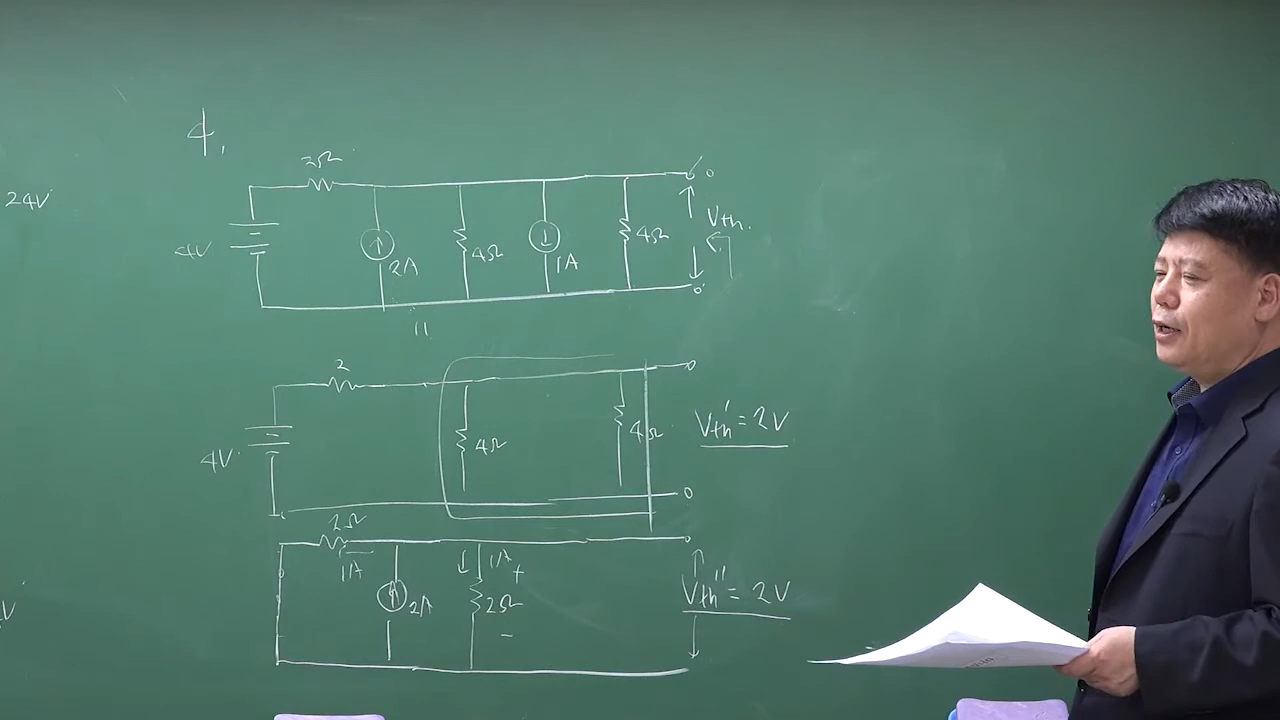 24V
4.
2Ω
4V
2A
4Ω
1A
4Ω
Vth.
2
4V
4Ω
4Ω
Vth' = 2V
2Ω
1A
2A
1A
+
2Ω
-
Vth'' = 2V
V